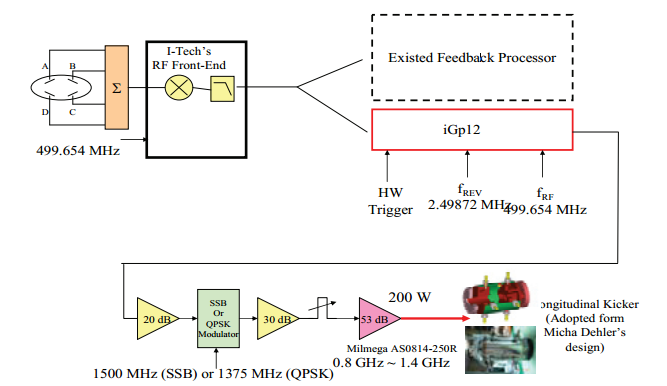 I-Tech's
RF Front-End
A
B
Σ
D
C
499.654 MHz
Existed Feedback Processor
iGp12
HW
Trigger
fREV
2.49872 MHz
fRF
499.654 MHz
20 dB
SSB
Or
QPSK
Modulator
30 dB
53 dB
200 W
Milmega AS0814-250R
0.8 GHz ~ 1.4 GHz
1500 MHz (SSB) or 1375 MHz (QPSK)
ongitudinal Kicker
(Adopted form
Micha Dehler's
design)